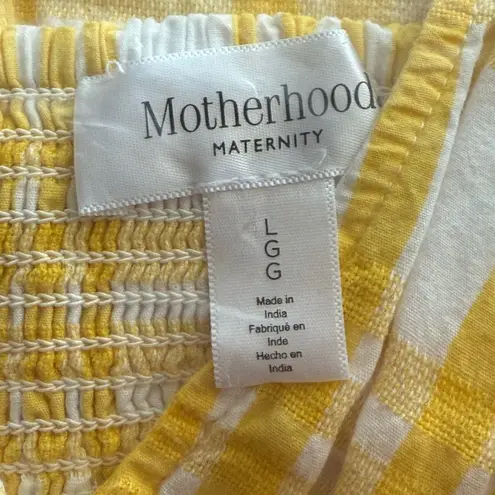 Motherhood
MATERNITY
L
G
G
Made in
India
Fabriqué en
Inde
Hecho en
India